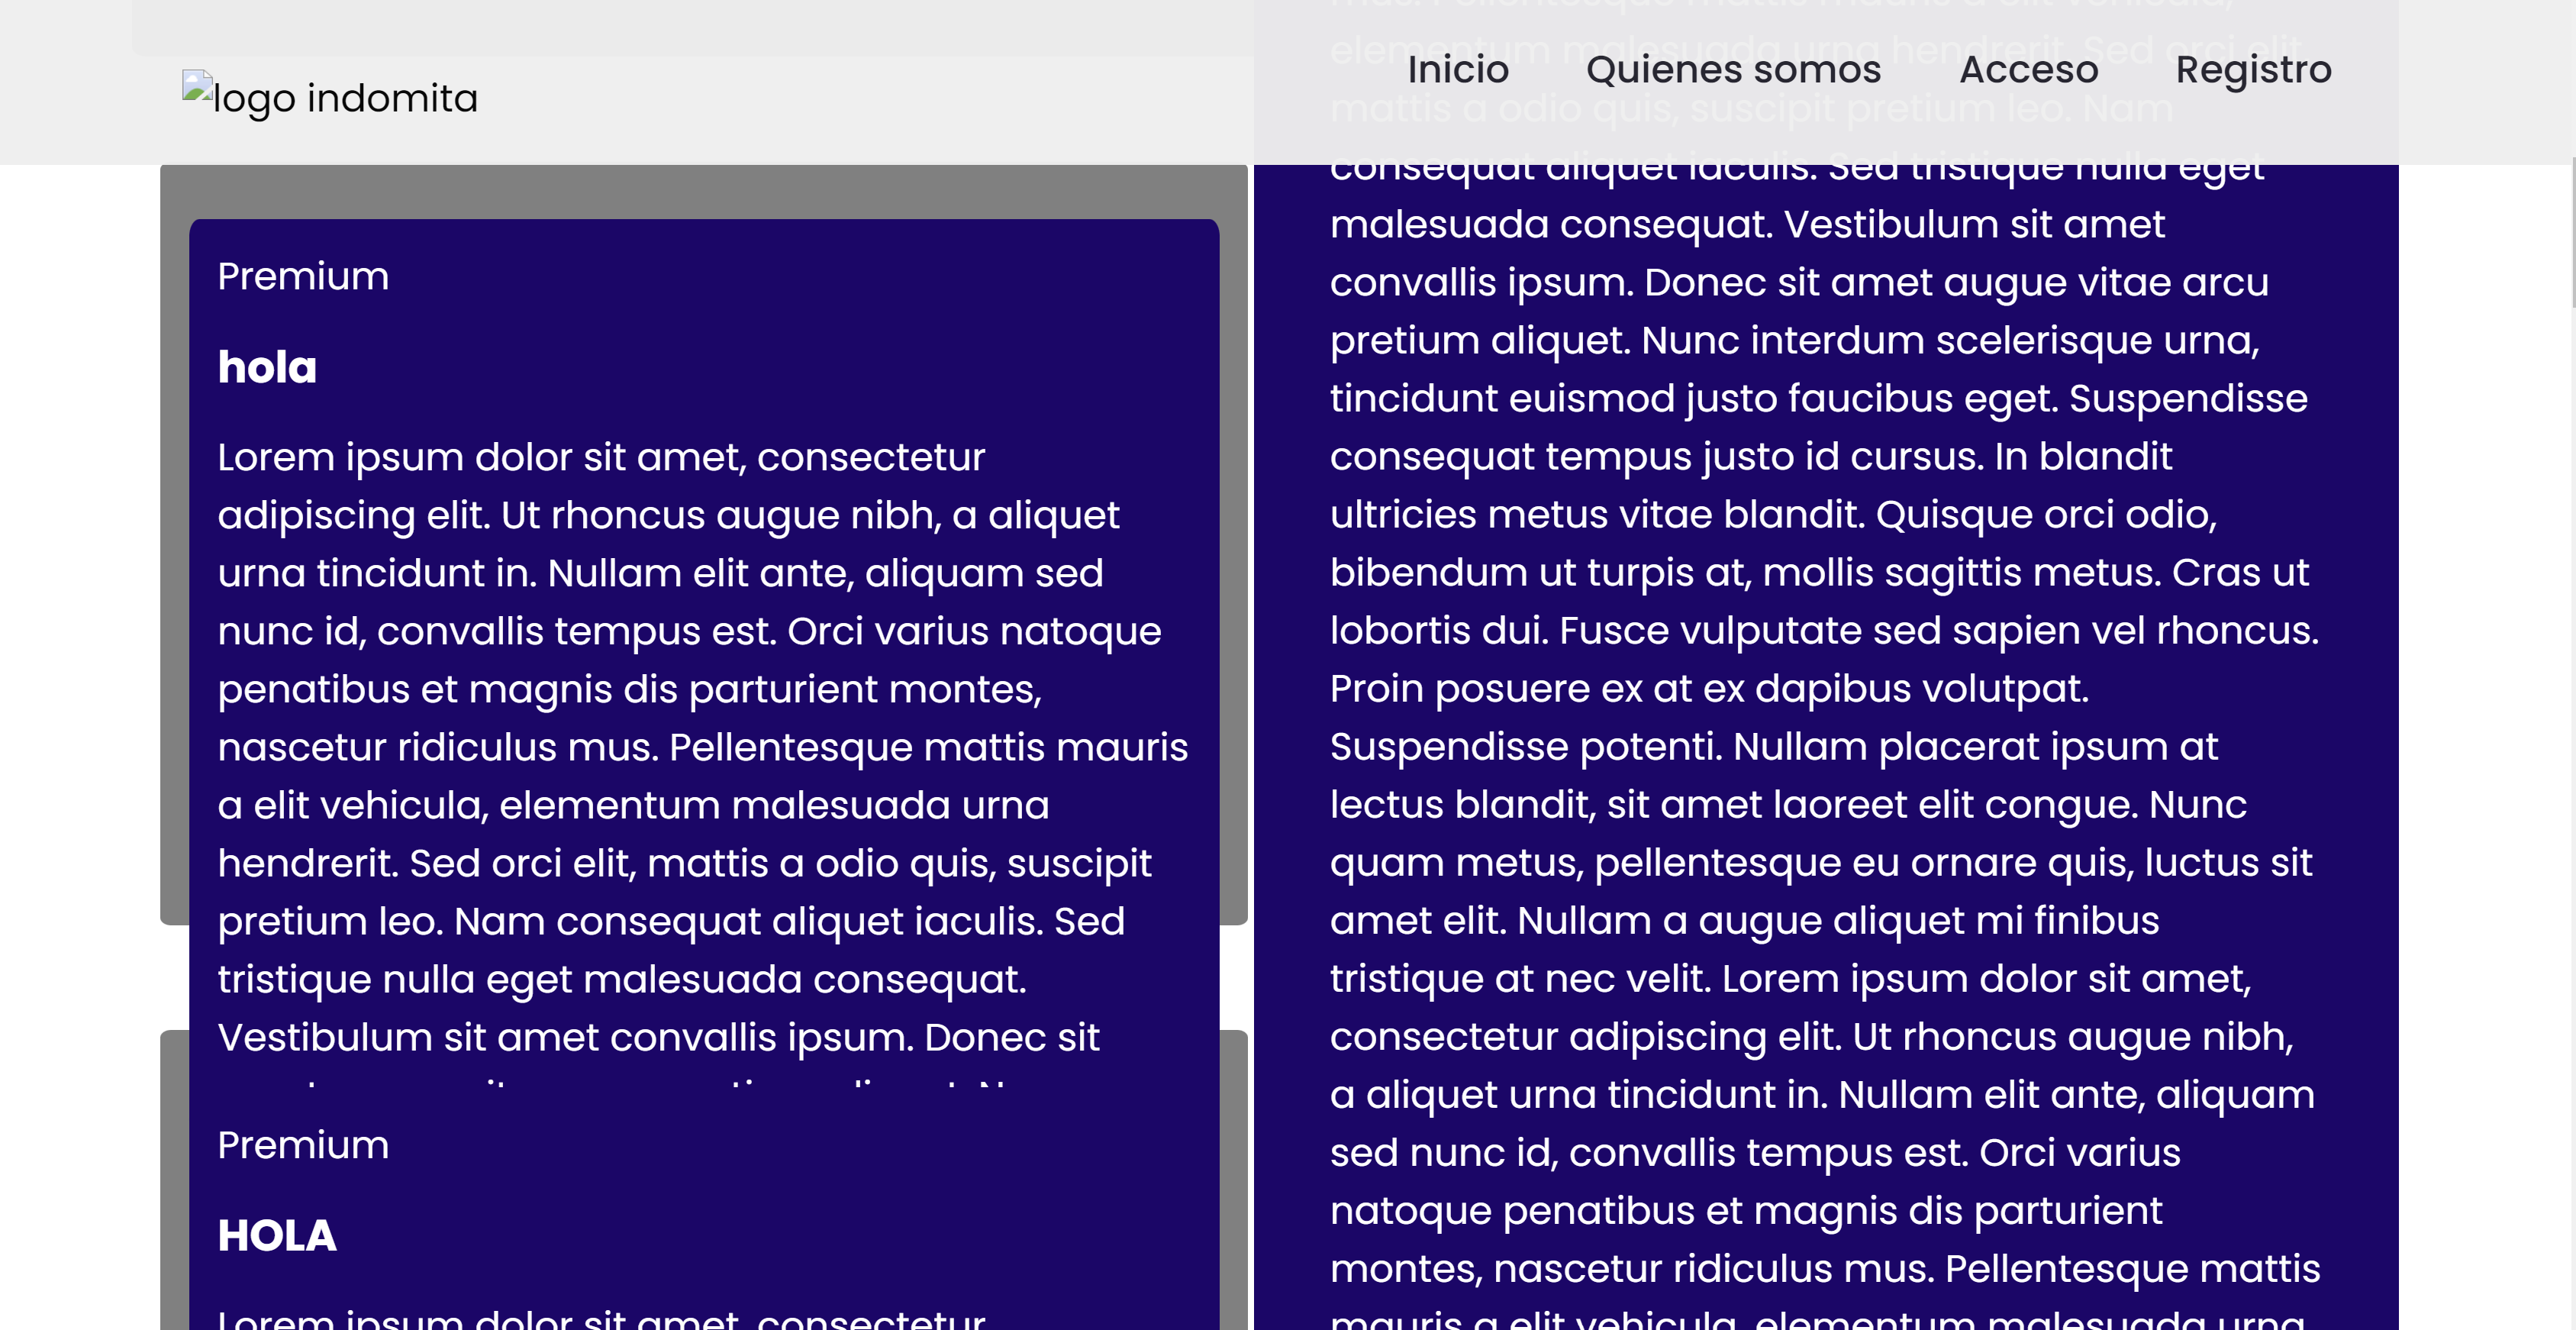 logo indomita
Inicio
Quienes somos
Acceso
Registro
Premium
hola
Lorem ipsum dolor sit amet, consectetur
adipiscing elit. Ut rhoncus augue nibh, a aliquet
urna tincidunt in. Nullam elit ante, aliquam sed
nunc id, convallis tempus est. Orci varius natoque
penatibus et magnis dis parturient montes,
nascetur ridiculus mus. Pellentesque mattis mauris
a elit vehicula, elementum malesuada urna
hendrerit. Sed orci elit, mattis a odio quis, suscipit
pretium leo. Nam consequat aliquet iaculis. Sed
tristique nulla eget malesuada consequat.
Vestibulum sit amet convallis ipsum. Donec sit
Premium
HOLA
Lorem ipsum dolor sit amet, consectetur
elementum malesuada urna hendrerit. Sed orci elit,
mattis a odio quis, suscipit pretium leo. Nam
consequat aliquet iaculis. Sed tristique nulla eget
malesuada consequat. Vestibulum sit amet
convallis ipsum. Donec sit amet augue vitae arcu
pretium aliquet. Nunc interdum scelerisque urna,
tincidunt euismod justo faucibus eget. Suspendisse
consequat tempus justo id cursus. In blandit
ultricies metus vitae blandit. Quisque orci odio,
bibendum ut turpis at, mollis sagittis metus. Cras ut
lobortis dui. Fusce vulputate sed sapien vel rhoncus.
Proin posuere ex at ex dapibus volutpat.
Suspendisse potenti. Nullam placerat ipsum at
lectus blandit, sit amet laoreet elit congue. Nunc
quam metus, pellentesque eu ornare quis, luctus sit
amet elit. Nullam a augue aliquet mi finibus
tristique at nec velit. Lorem ipsum dolor sit amet,
consectetur adipiscing elit. Ut rhoncus augue nibh,
a aliquet urna tincidunt in. Nullam elit ante, aliquam
sed nunc id, convallis tempus est. Orci varius
natoque penatibus et magnis dis parturient
montes, nascetur ridiculus mus. Pellentesque mattis
mauris a elit vehicula, elementum malesuada urna